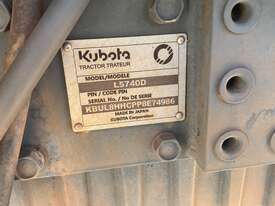 Kubota
TRACTOR TRATEUR
MODEL/MODELE
L5740D
PIN / CODE PIN
SERIAL No. / No DE SERIE
KBUL8HHCPP8E74986
MADE IN JAPAN
KUBOTA Corporation